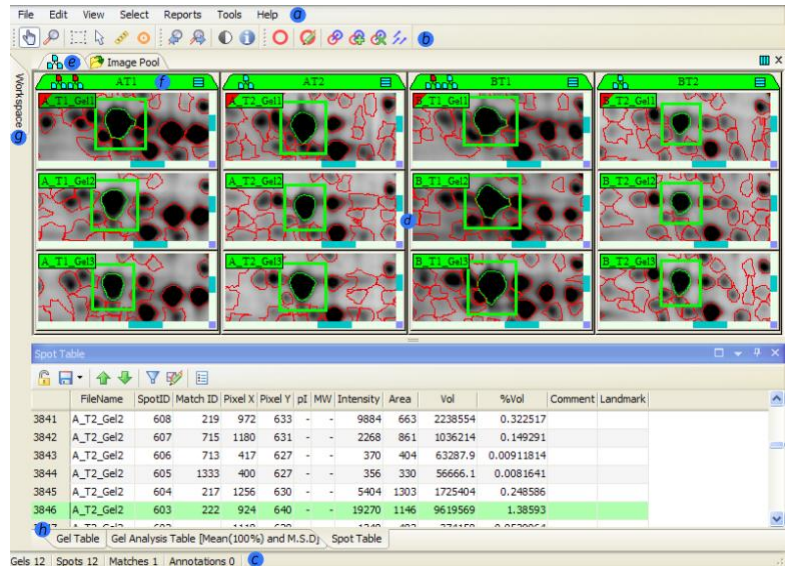 File Edit View Select Reports Tools Help a
b
e Image Pool
Workspace
g
AT1 f AT2 BT1 BT2
A_T1_Gel1 A_T2_Gel1 B_T1_Gel1 B_T2_Gel1
A_T1_Gel2 A_T2_Gel2 B_T1_Gel2 B_T2_Gel2
d
A_T1_Gel3 A_T2_Gel3 B_T1_Gel3 B_T2_Gel3
Spot Table
FileName SpotID Match ID Pixel X Pixel Y pI MW Intensity Area Vol %Vol Comment Landmark
3841 A_T2_Gel2 608 219 972 633 - - 9884 663 2238554 0.322517
3842 A_T2_Gel2 607 715 1180 631 - - 2268 861 1036214 0.149291
3843 A_T2_Gel2 606 713 417 627 - - 370 404 63287.9 0.00911814
3844 A_T2_Gel2 605 1333 400 627 - - 356 330 56666.1 0.0081641
3845 A_T2_Gel2 604 217 1256 630 - - 5404 1303 1725404 0.248586
3846 A_T2_Gel2 603 222 924 640 - - 19270 1146 9619569 1.38593
h
Gel Table Gel Analysis Table [Mean(100%) and M.S.D] Spot Table
Gels 12 Spots 12 Matches 1 Annotations 0 c